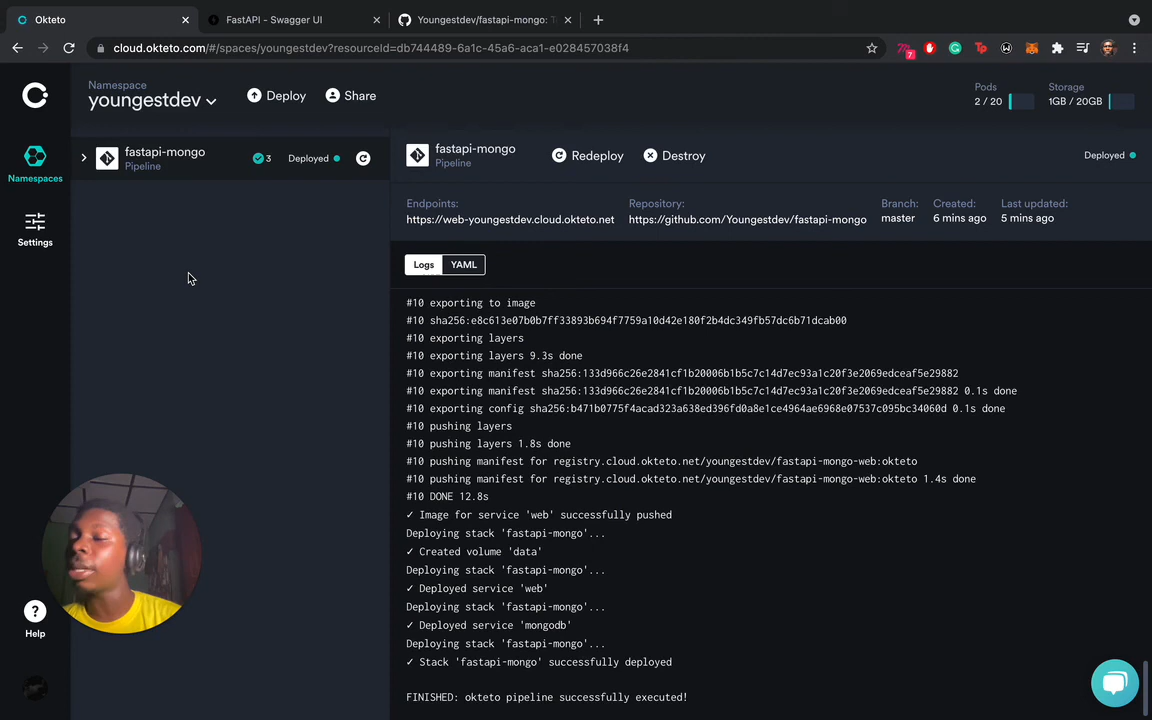 Okteto
FastAPI - Swagger UI
Youngestdev/fastapi-mongo: T
cloud.okteto.com/#/spaces/youngestdev?resourceId=db744489-6a1c-45a6-aca1-e028457038f4
7
Namespace
youngestdev
Deploy
Share
Pods
2 / 20
Storage
1GB / 20GB
Namespaces
Settings
Help
fastapi-mongo
Pipeline
3
Deployed
fastapi-mongo
Pipeline
Redeploy
Destroy
Deployed
Endpoints:
https://web-youngestdev.cloud.okteto.net
Repository:
https://github.com/Youngestdev/fastapi-mongo
Branch:
master
Created:
6 mins ago
Last updated:
5 mins ago
Logs
YAML
#10 exporting to image
#10 sha256:e8c613e07b0b7ff33893b694f7759a10d42e180f2b4dc349fb57dc6b71dcab00
#10 exporting layers
#10 exporting layers 9.3s done
#10 exporting manifest sha256:133d966c26e2841cf1b20006b1b5c7c14d7ec93a1c20f3e2069edceaf5e29882
#10 exporting manifest sha256:133d966c26e2841cf1b20006b1b5c7c14d7ec93a1c20f3e2069edceaf5e29882 0.1s done
#10 exporting config sha256:b471b0775f4acad323a638ed396fd0a8e1ce4964ae6968e07537c095bc34060d 0.1s done
#10 pushing layers
#10 pushing layers 1.8s done
#10 pushing manifest for registry.cloud.okteto.net/youngestdev/fastapi-mongo-web:okteto
#10 pushing manifest for registry.cloud.okteto.net/youngestdev/fastapi-mongo-web:okteto 1.4s done
#10 DONE 12.8s
✓ Image for service 'web' successfully pushed
Deploying stack 'fastapi-mongo'...
✓ Created volume 'data'
Deploying stack 'fastapi-mongo'...
✓ Deployed service 'web'
Deploying stack 'fastapi-mongo'...
✓ Deployed service 'mongodb'
Deploying stack 'fastapi-mongo'...
✓ Stack 'fastapi-mongo' successfully deployed
FINISHED: okteto pipeline successfully executed!